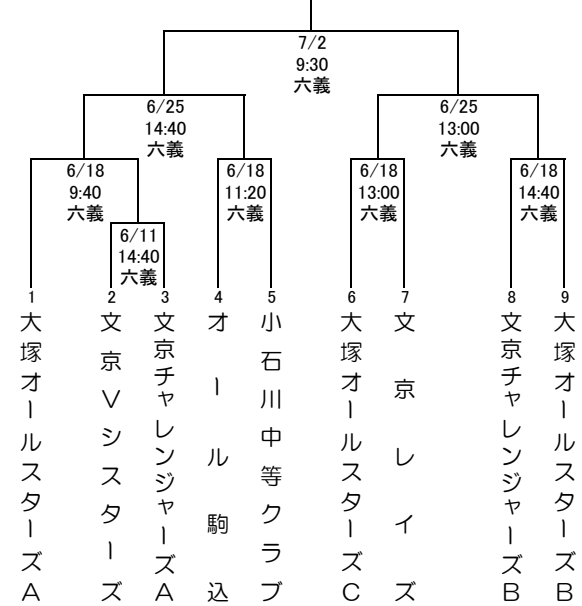 7/2
9:30
六義
6/25
14:40
六義
6/25
13:00
六義
6/18
9:40
六義
6/18
11:20
六義
6/18
13:00
六義
6/18
14:40
六義
6/11
14:40
六義
1
大塚オールスターズA
2
文京Vシスターズ
3
文京チャレンジャーズA
4
オール駒込
5
小石川中等クラブ
6
大塚オールスターズC
7
文京レイズ
8
文京チャレンジャーズB
9
大塚オールスターズB